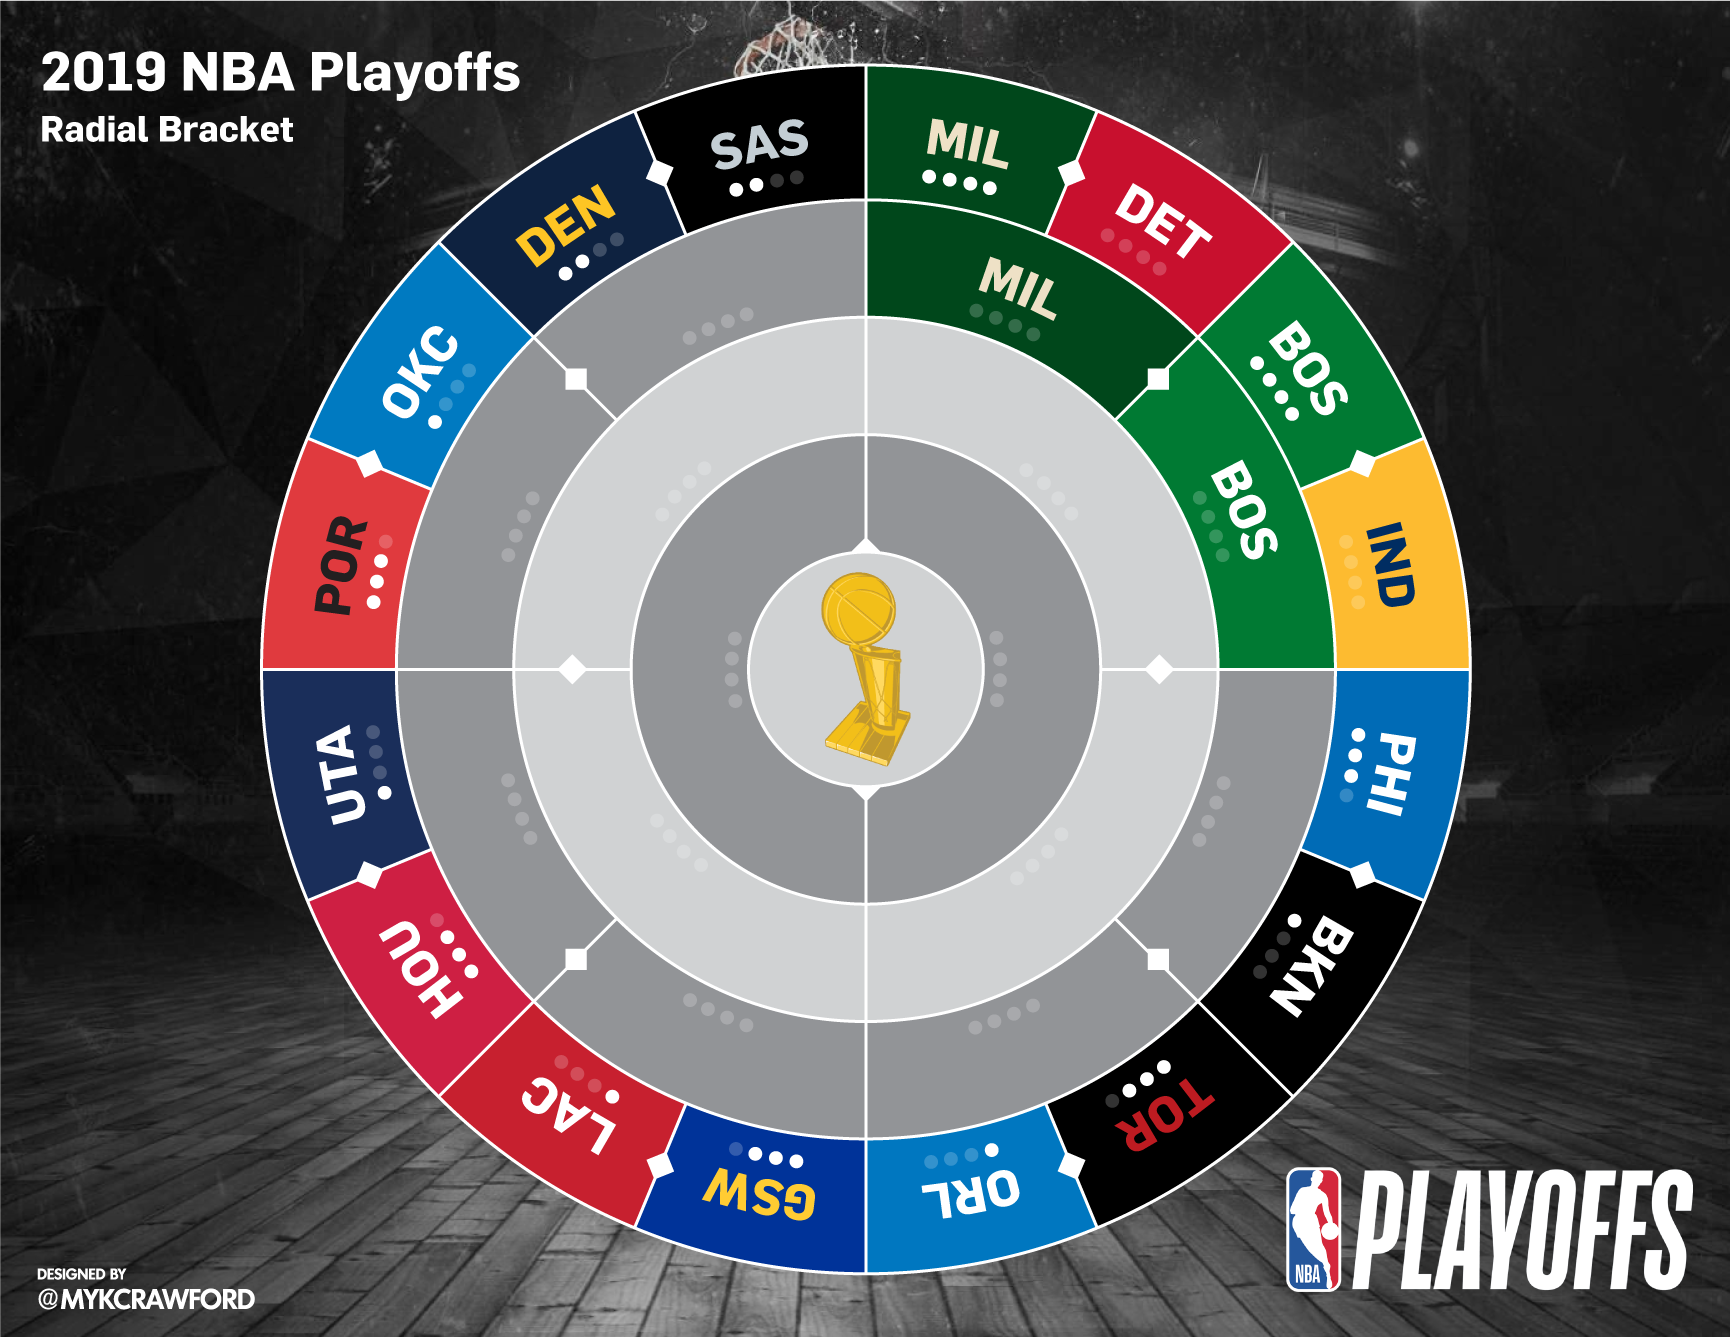 2019 NBA Playoffs
Radial Bracket
SAS
MIL
DEN
DET
MIL
OKC
BOS
BOS
POR
IND
UTA
PHI
HOU
BKN
LAC
TOR
GSW
ORL
NBA
PLAYOFFS
DESIGNED BY
@MYKCRAWFORD